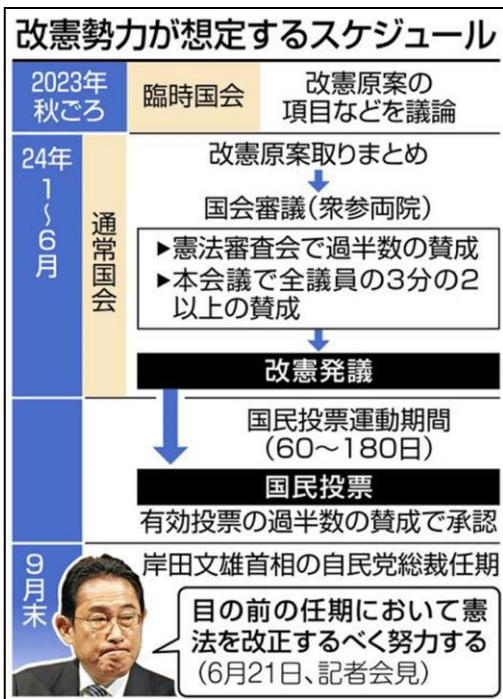 改憲勢力が想定するスケジュール
2023年
秋ごろ
臨時国会
改憲原案の
項目などを議論
24年
1~6月
通常国会
改憲原案取りまとめ
国会審議(衆参両院)
▶憲法審査会で過半数の賛成
▶本会議で全議員の3分の2
以上の賛成
改憲発議
国民投票運動期間
(60~180日)
国民投票
有効投票の過半数の賛成で承認
9月末
岸田文雄首相の自民党総裁任期
目の前の任期において憲
法を改正するべく努力する
(6月21日、記者会見)